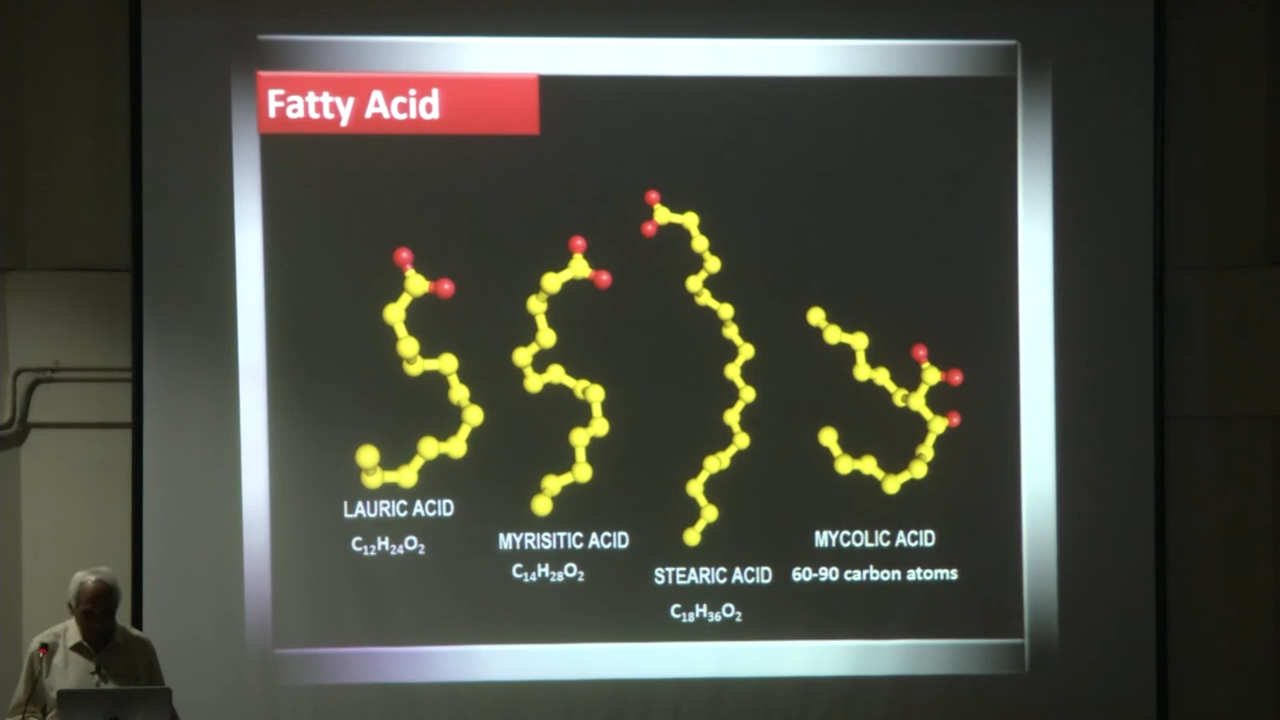 Fatty Acid
LAURIC ACID
C₁₂H₂₄O₂
MYRISITIC ACID
C₁₄H₂₈O₂
STEARIC ACID
C₁₈H₃₆O₂
MYCOLIC ACID
60-90 carbon atoms